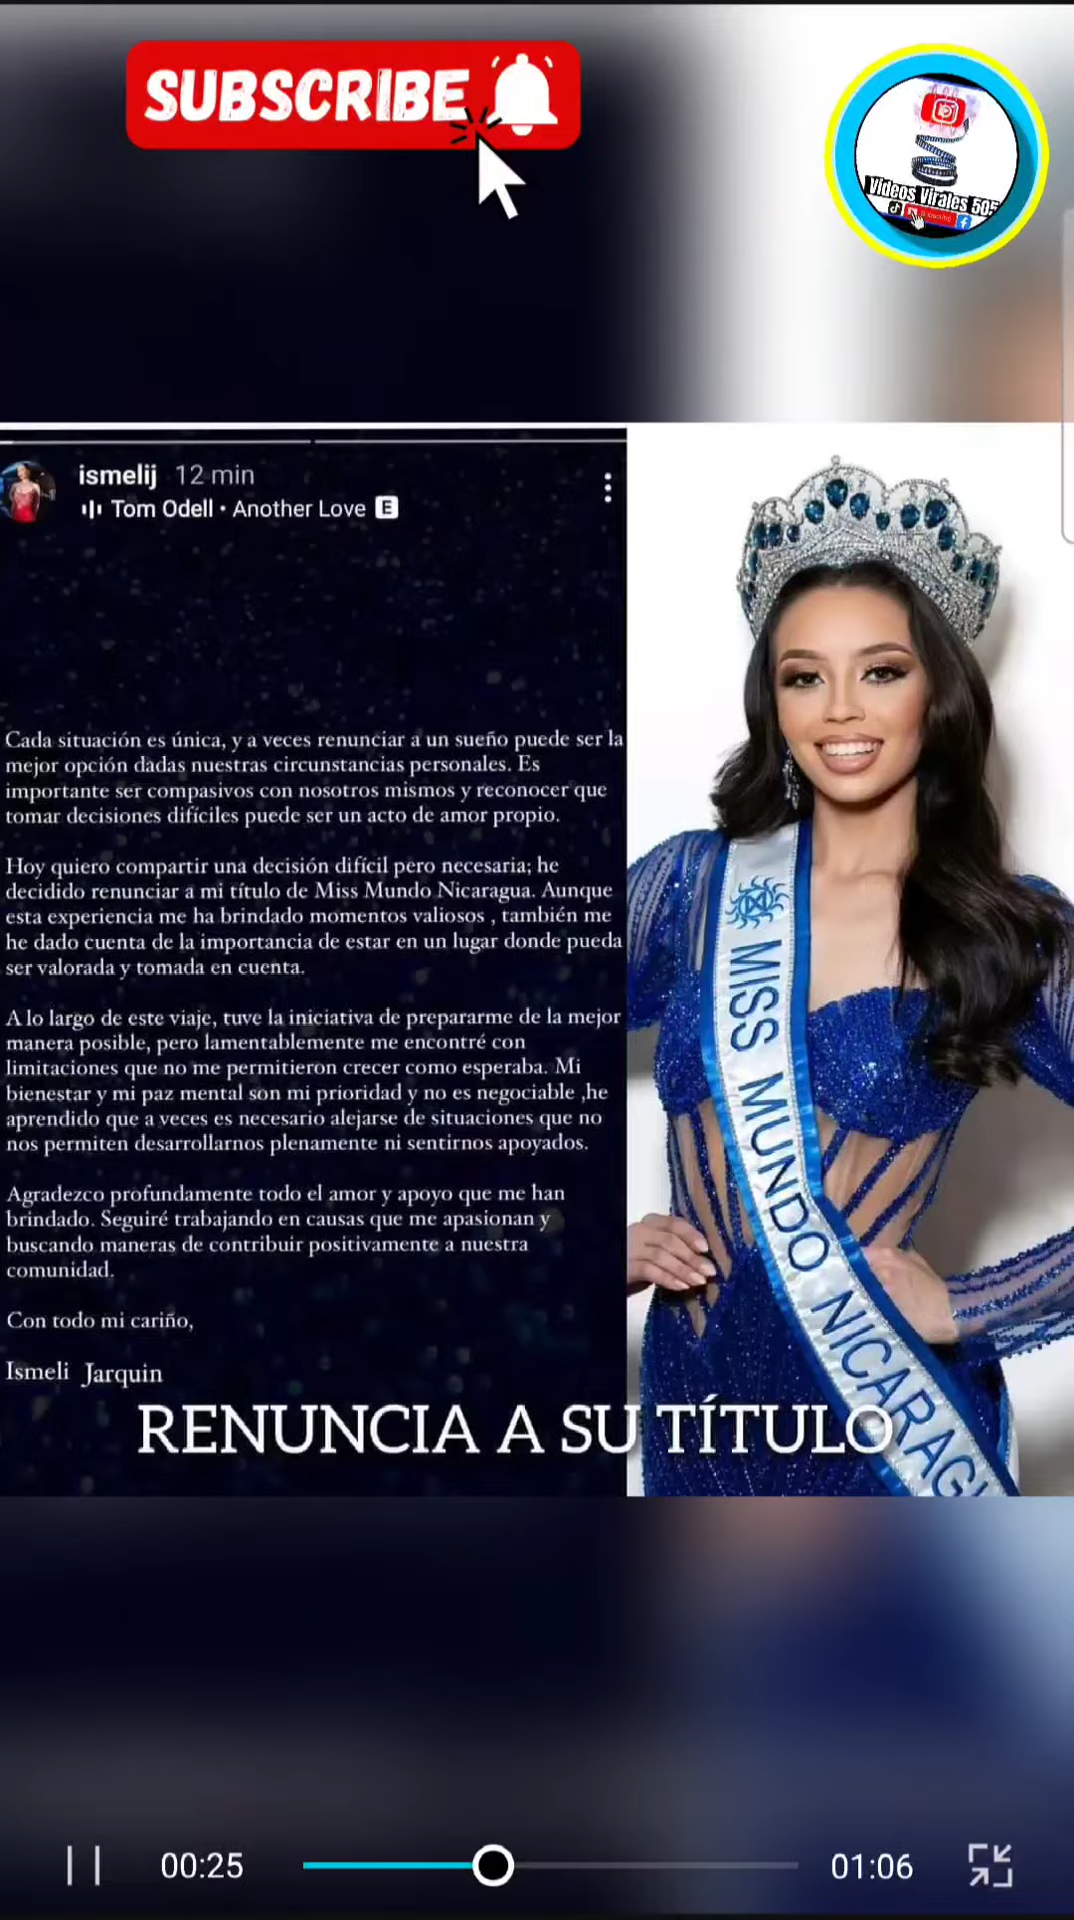 SUBSCRIBE
Videos Virales 505
ismelij 12 min
Tom Odell • Another Love E
Cada situación es única, y a veces renunciar a un sueño puede ser la
mejor opción dadas nuestras circunstancias personales. Es
importante ser compasivos con nosotros mismos y reconocer que
tomar decisiones difíciles puede ser un acto de amor propio.
Hoy quiero compartir una decisión difícil pero necesaria; he
decidido renunciar a mi título de Miss Mundo Nicaragua. Aunque
esta experiencia me ha brindado momentos valiosos , también me
he dado cuenta de la importancia de estar en un lugar donde pueda
ser valorada y tomada en cuenta.
A lo largo de este viaje, tuve la iniciativa de prepararme de la mejor
manera posible, pero lamentablemente me encontré con
limitaciones que no me permitieron crecer como esperaba. Mi
bienestar y mi paz mental son mi prioridad y no es negociable ,he
aprendido que a veces es necesario alejarse de situaciones que no
nos permiten desarrollarnos plenamente ni sentirnos apoyados.
Agradezco profundamente todo el amor y apoyo que me han
brindado. Seguiré trabajando en causas que me apasionan y
buscando maneras de contribuir positivamente a nuestra
comunidad.
Con todo mi cariño,
Ismeli Jarquin
MISS MUNDO NICARAG
RENUNCIA A SU TÍTULO
00:25
01:06